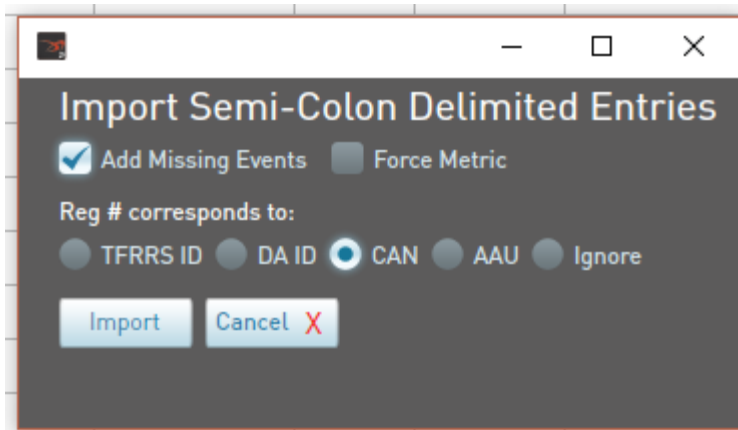 Import Semi-Colon Delimited Entries
Add Missing Events Force Metric
Reg # corresponds to:
TFRRS ID DA ID CAN AAU Ignore
Import Cancel X